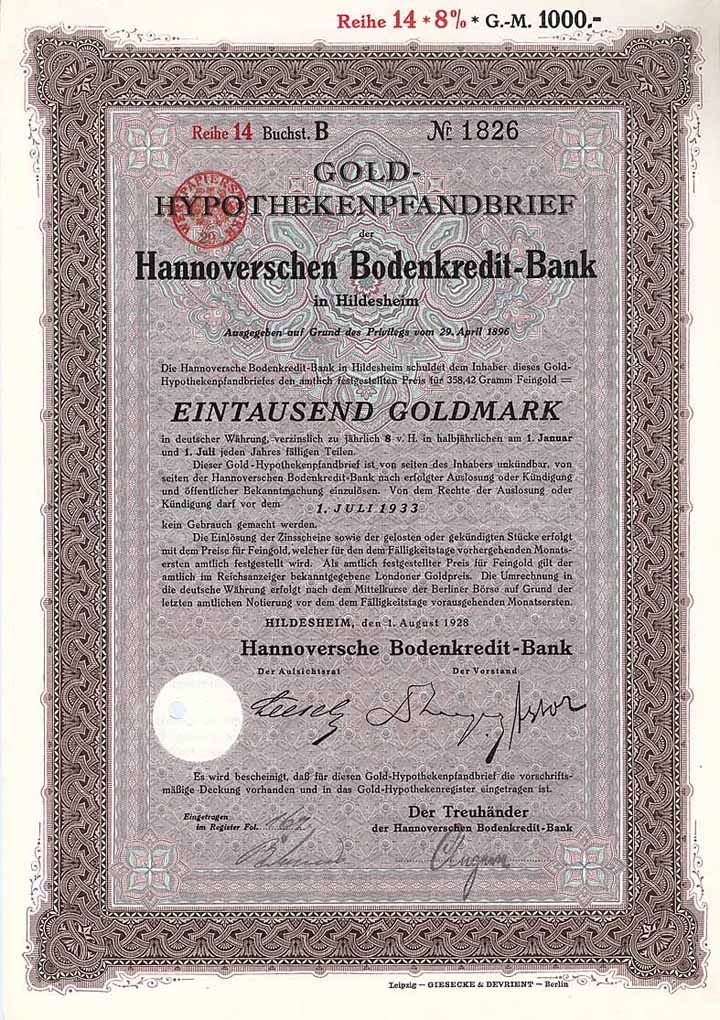 Reihe 14 * 8% * G.-M. 1000.-
Reihe 14 Buchst. B № 1826
GOLD-
HYPOTHEKENPFANDBRIEF
der
Hannoverschen Bodenkredit-Bank
in Hildesheim
Ausgegeben auf Grund des Privilegs vom 29. April 1896
Die Hannoversche Bodenkredit-Bank in Hildesheim schuldet dem Inhaber dieses Gold-
Hypothekenpfandbriefes den amtlich festgestellten Preis für 358,42 Gramm Feingold =
EINTAUSEND GOLDMARK
in deutscher Währung, verzinslich zu jährlich 8 v. H. in halbjährlichen am 1. Januar
und 1. Juli jeden Jahres fälligen Teilen.
Dieser Gold-Hypothekenpfandbrief ist von seiten des Inhabers unkündbar, von
seiten der Hannoverschen Bodenkredit-Bank nach erfolgter Auslosung oder Kündigung
und öffentlicher Bekanntmachung einzulösen. Von dem Rechte der Auslosung oder
Kündigung darf vor dem 1. JULI 1933
kein Gebrauch gemacht werden.
Die Einlösung der Zinsscheine sowie der gelosten oder gekündigten Stücke erfolgt
mit dem Preise für Feingold, welcher für den dem Fälligkeitstage vorhergehenden Monats-
ersten amtlich festgestellt wird. Als amtlich festgestellter Preis für Feingold gilt der
amtlich im Reichsanzeiger bekanntgegebene Londoner Goldpreis. Die Umrechnung in
die deutsche Währung erfolgt nach dem Mittelkurse der Berliner Börse auf Grund der
letzten amtlichen Notierung vor dem dem Fälligkeitstage vorausgehenden Monatsersten.
HILDESHEIM, den 1. August 1928
Hannoversche Bodenkredit-Bank
Der Aufsichtsrat Der Vorstand
Es wird bescheinigt, daß für diesen Gold-Hypothekenpfandbrief die vorschrifts-
mäßige Deckung vorhanden und in das Gold-Hypothekenregister eingetragen ist.
Eingetragen
im Register Fol. 162
Der Treuhänder
der Hannoverschen Bodenkredit-Bank
Leipzig — GIESECKE & DEVRIENT — Berlin